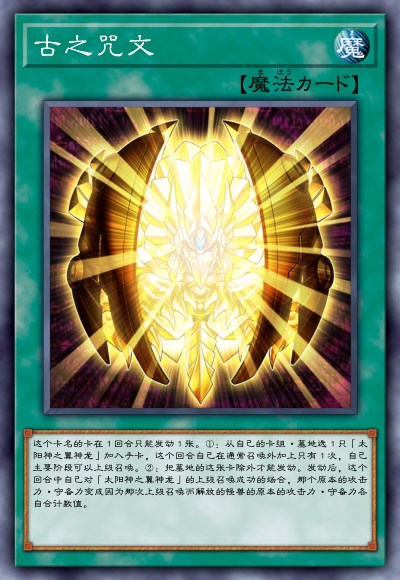 古之咒文
魔
【魔法カード】
まほう
这个卡名的卡在1回合只能发动1张。①：从自己的卡组·墓地选1只「太
阳神之翼神龙」加入手卡，这个回合自己在通常召唤外加上只有1次，自己
主要阶段可以上级召唤。②：把墓地的这张卡除外才能发动。发动后，这个
回合中自己对「太阳神之翼神龙」的上级召唤成功的场合，那个原本的攻击
力·守备力变成因为那次上级召唤而解放的怪兽的原本的攻击力·守备力各
自合计数值。